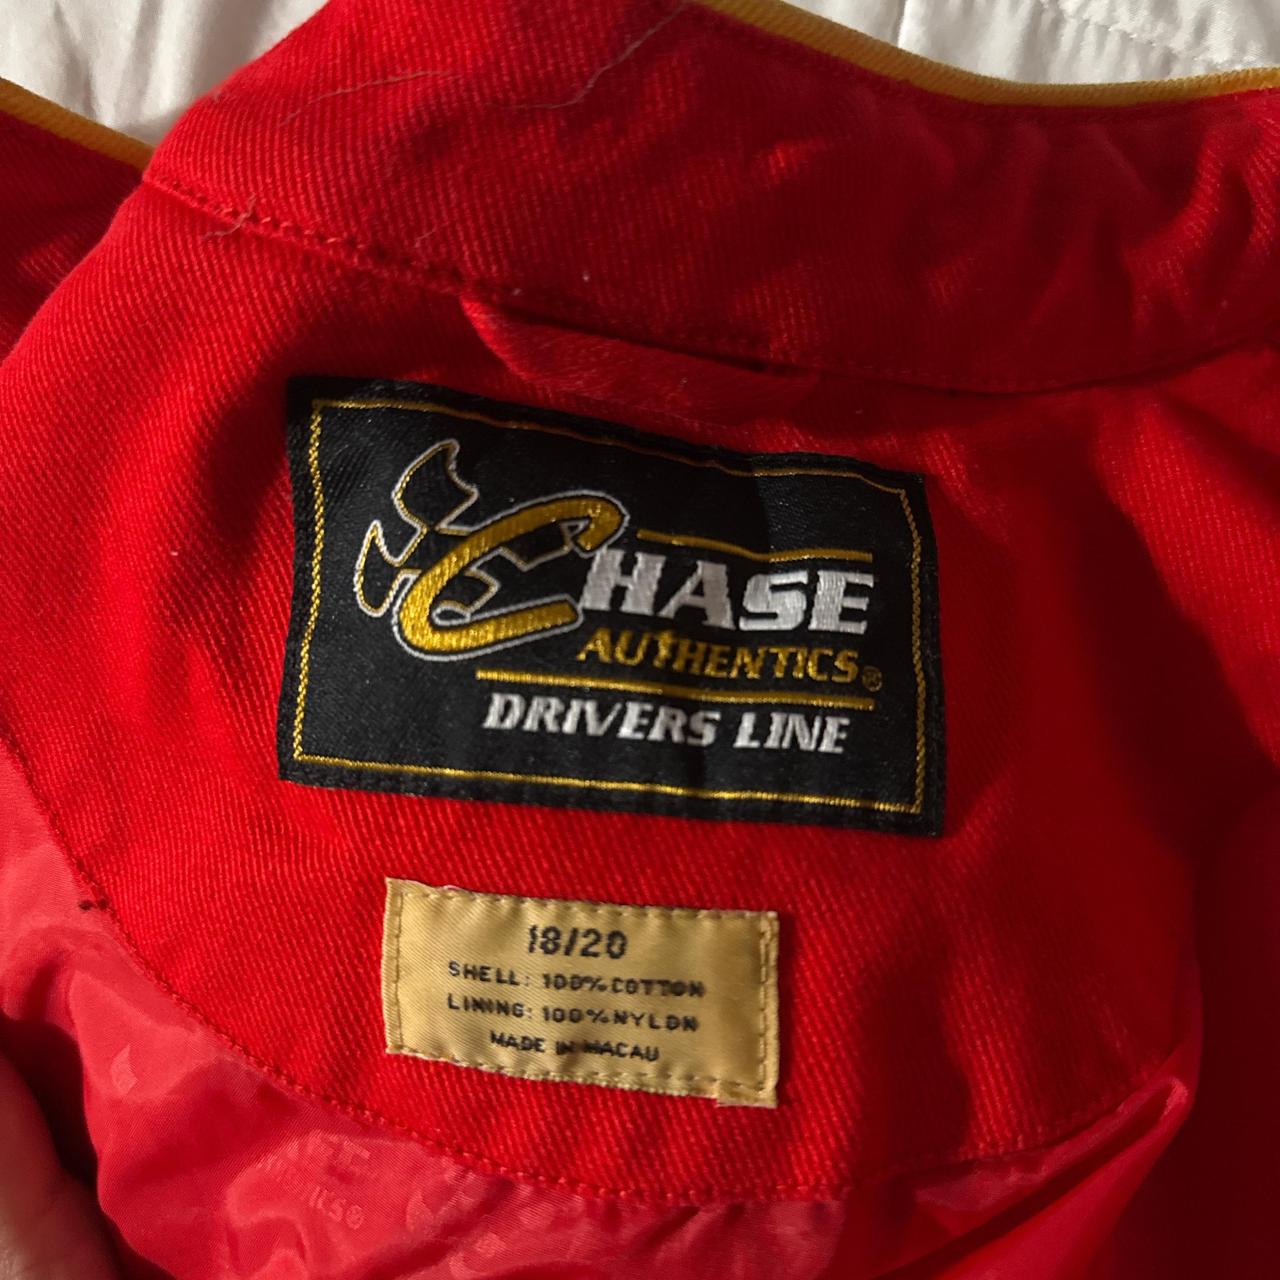 CHASE
AUTHENTICS®
DRIVERS LINE
18/20
SHELL: 100% COTTON
LINING: 100% NYLON
MADE IN MACAU